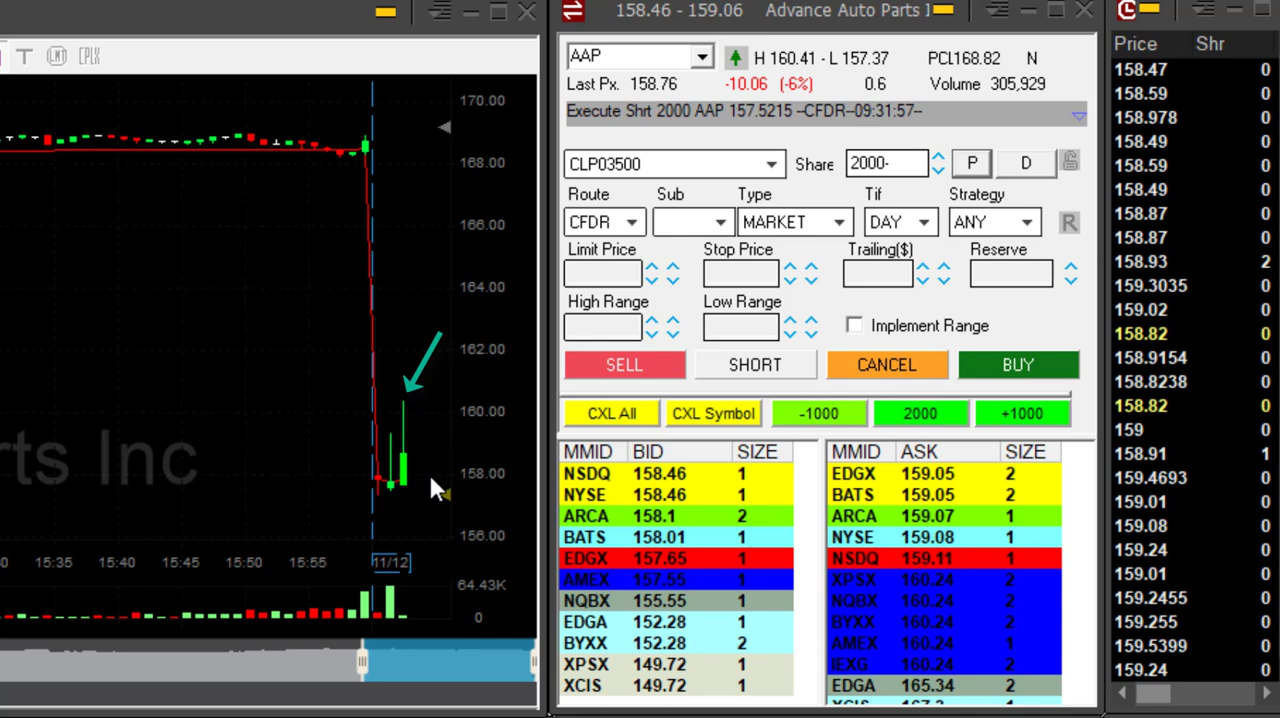 158.46 - 159.06 Advance Auto Parts I
T LMT CPLX
170.00
168.00
166.00
164.00
162.00
160.00
158.00
156.00
rts Inc
15:35 15:40 15:45 15:50 15:55 11/12
64.43K
0
AAP H 160.41 - L 157.37 PCL168.82 N
Last Px. 158.76 -10.06 (-6%) 0.6 Volume 305,929
Execute Shrt 2000 AAP 157.5215 --CFDR--09:31:57--
CLP03500 Share 2000- P D
Route Sub Type Tif Strategy
CFDR MARKET DAY ANY R
Limit Price Stop Price Trailing($) Reserve
High Range Low Range
Implement Range
SELL SHORT CANCEL BUY
CXL All CXL Symbol -1000 2000 +1000
MMID BID SIZE
NSDQ 158.46 1
NYSE 158.46 1
ARCA 158.1 2
BATS 158.01 1
EDGX 157.65 1
AMEX 157.55 1
NQBX 155.55 1
EDGA 152.28 1
BYXX 152.28 2
XPSX 149.72 1
XCIS 149.72 1
MMID ASK SIZE
EDGX 159.05 2
BATS 159.05 2
ARCA 159.07 1
NYSE 159.08 1
NSDQ 159.11 1
XPSX 160.24 2
NQBX 160.24 2
BYXX 160.24 2
AMEX 160.24 1
IEXG 160.24 2
EDGA 165.34 2
Price Shr
158.47 0
158.59 0
158.978 0
158.49 0
158.59 0
158.49 0
158.87 0
158.87 0
158.93 2
159.3035 0
159.02 0
158.82 0
158.9154 0
158.8238 0
158.82 0
159 0
158.91 1
159.4693 0
159.01 0
159.08 0
159.24 0
159.01 0
159.2455 0
159.255 0
159.5399 0
159.24 0